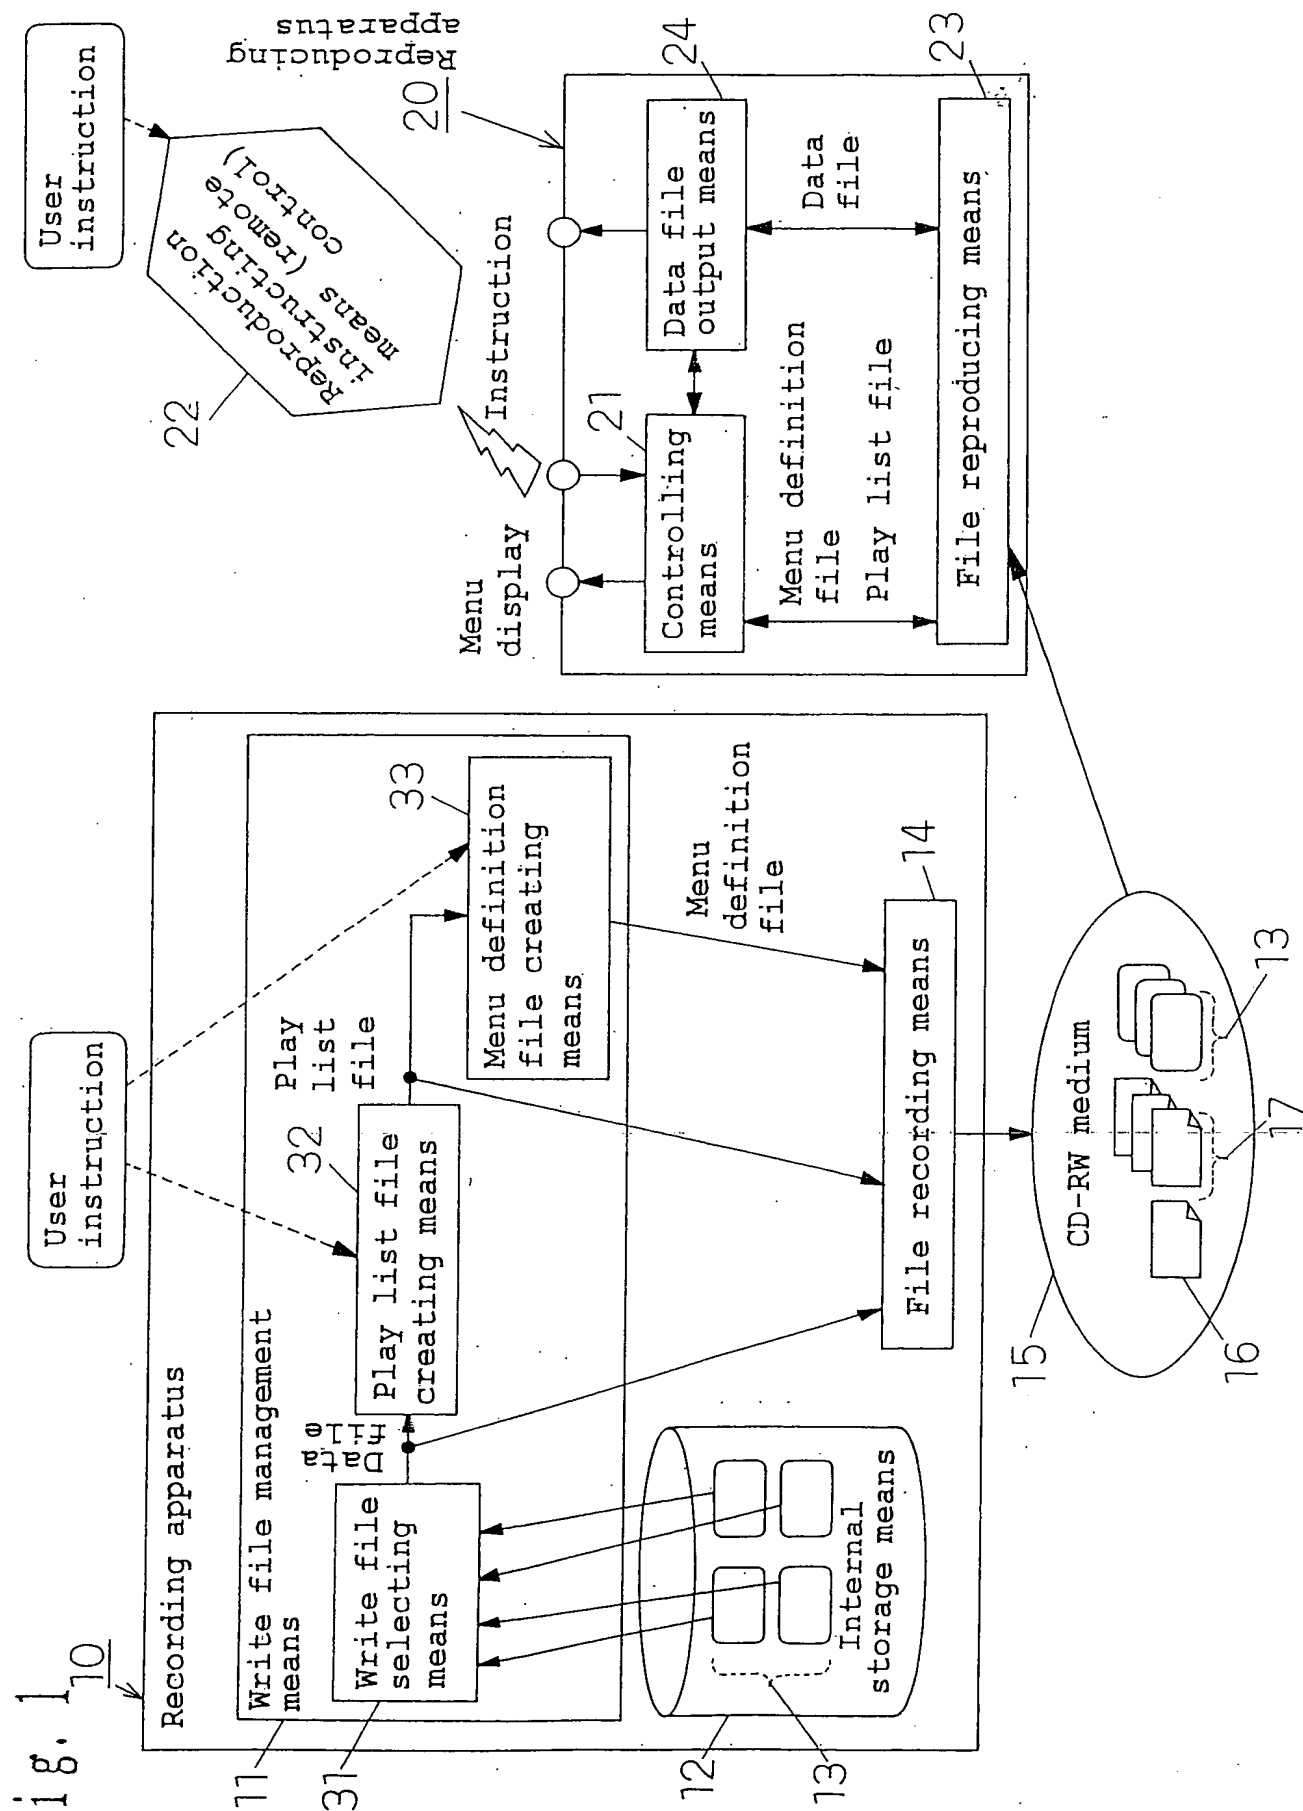 ig. 1
10
Recording apparatus
User
instruction
11
Write file management
means
31
Write file
selecting
means
Data
file
32
Play list file
creating means
Play
list
file
33
Menu definition
file creating
means
Menu
definition
file
12
13
Internal
storage means
14
File recording means
15
CD-RW medium
16
17
13
User
instruction
22
Reproduction
instructing
means (remote
control)
Reproducing
apparatus
20
Menu
display
Instruction
21
Controlling
means
24
Data file
output means
Menu definition
file
Play list file
Data
file
23
File reproducing means